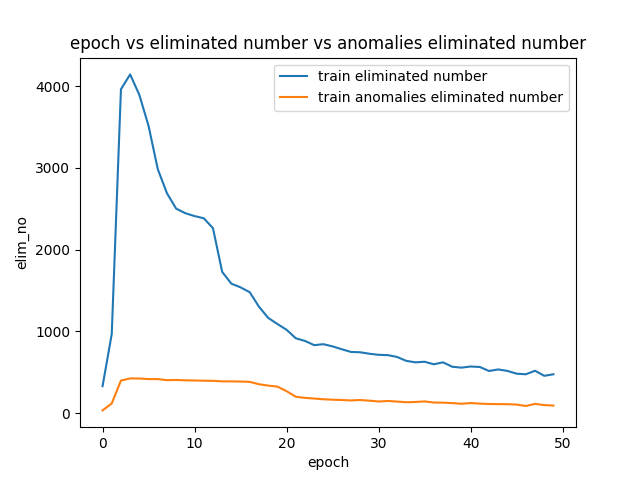 epoch vs eliminated number vs anomalies eliminated number
train eliminated number
train anomalies eliminated number
4000
3000
2000
1000
0
elim_no
0 10 20 30 40 50
epoch